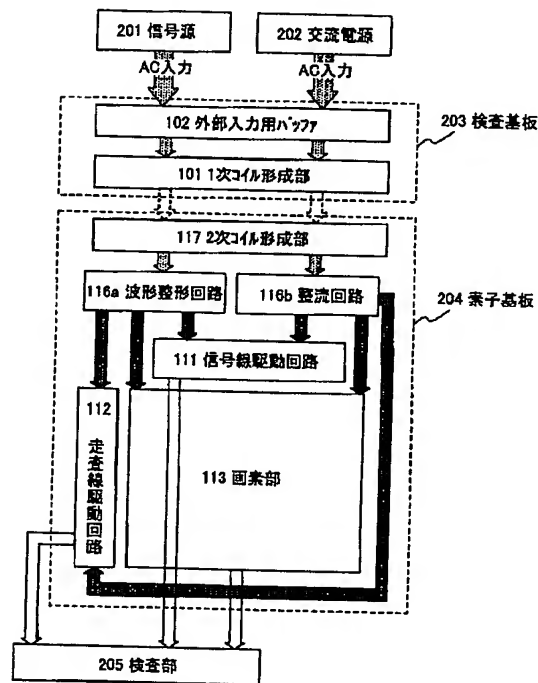 201 信号源
202 交流電源
AC入力
AC入力
102 外部入力用バッファ
203 検査基板
101 1次コイル形成部
117 2次コイル形成部
116a 波形整形回路
116b 整流回路
204 素子基板
111 信号線駆動回路
112
走査線駆動回路
113 画素部
205 検査部